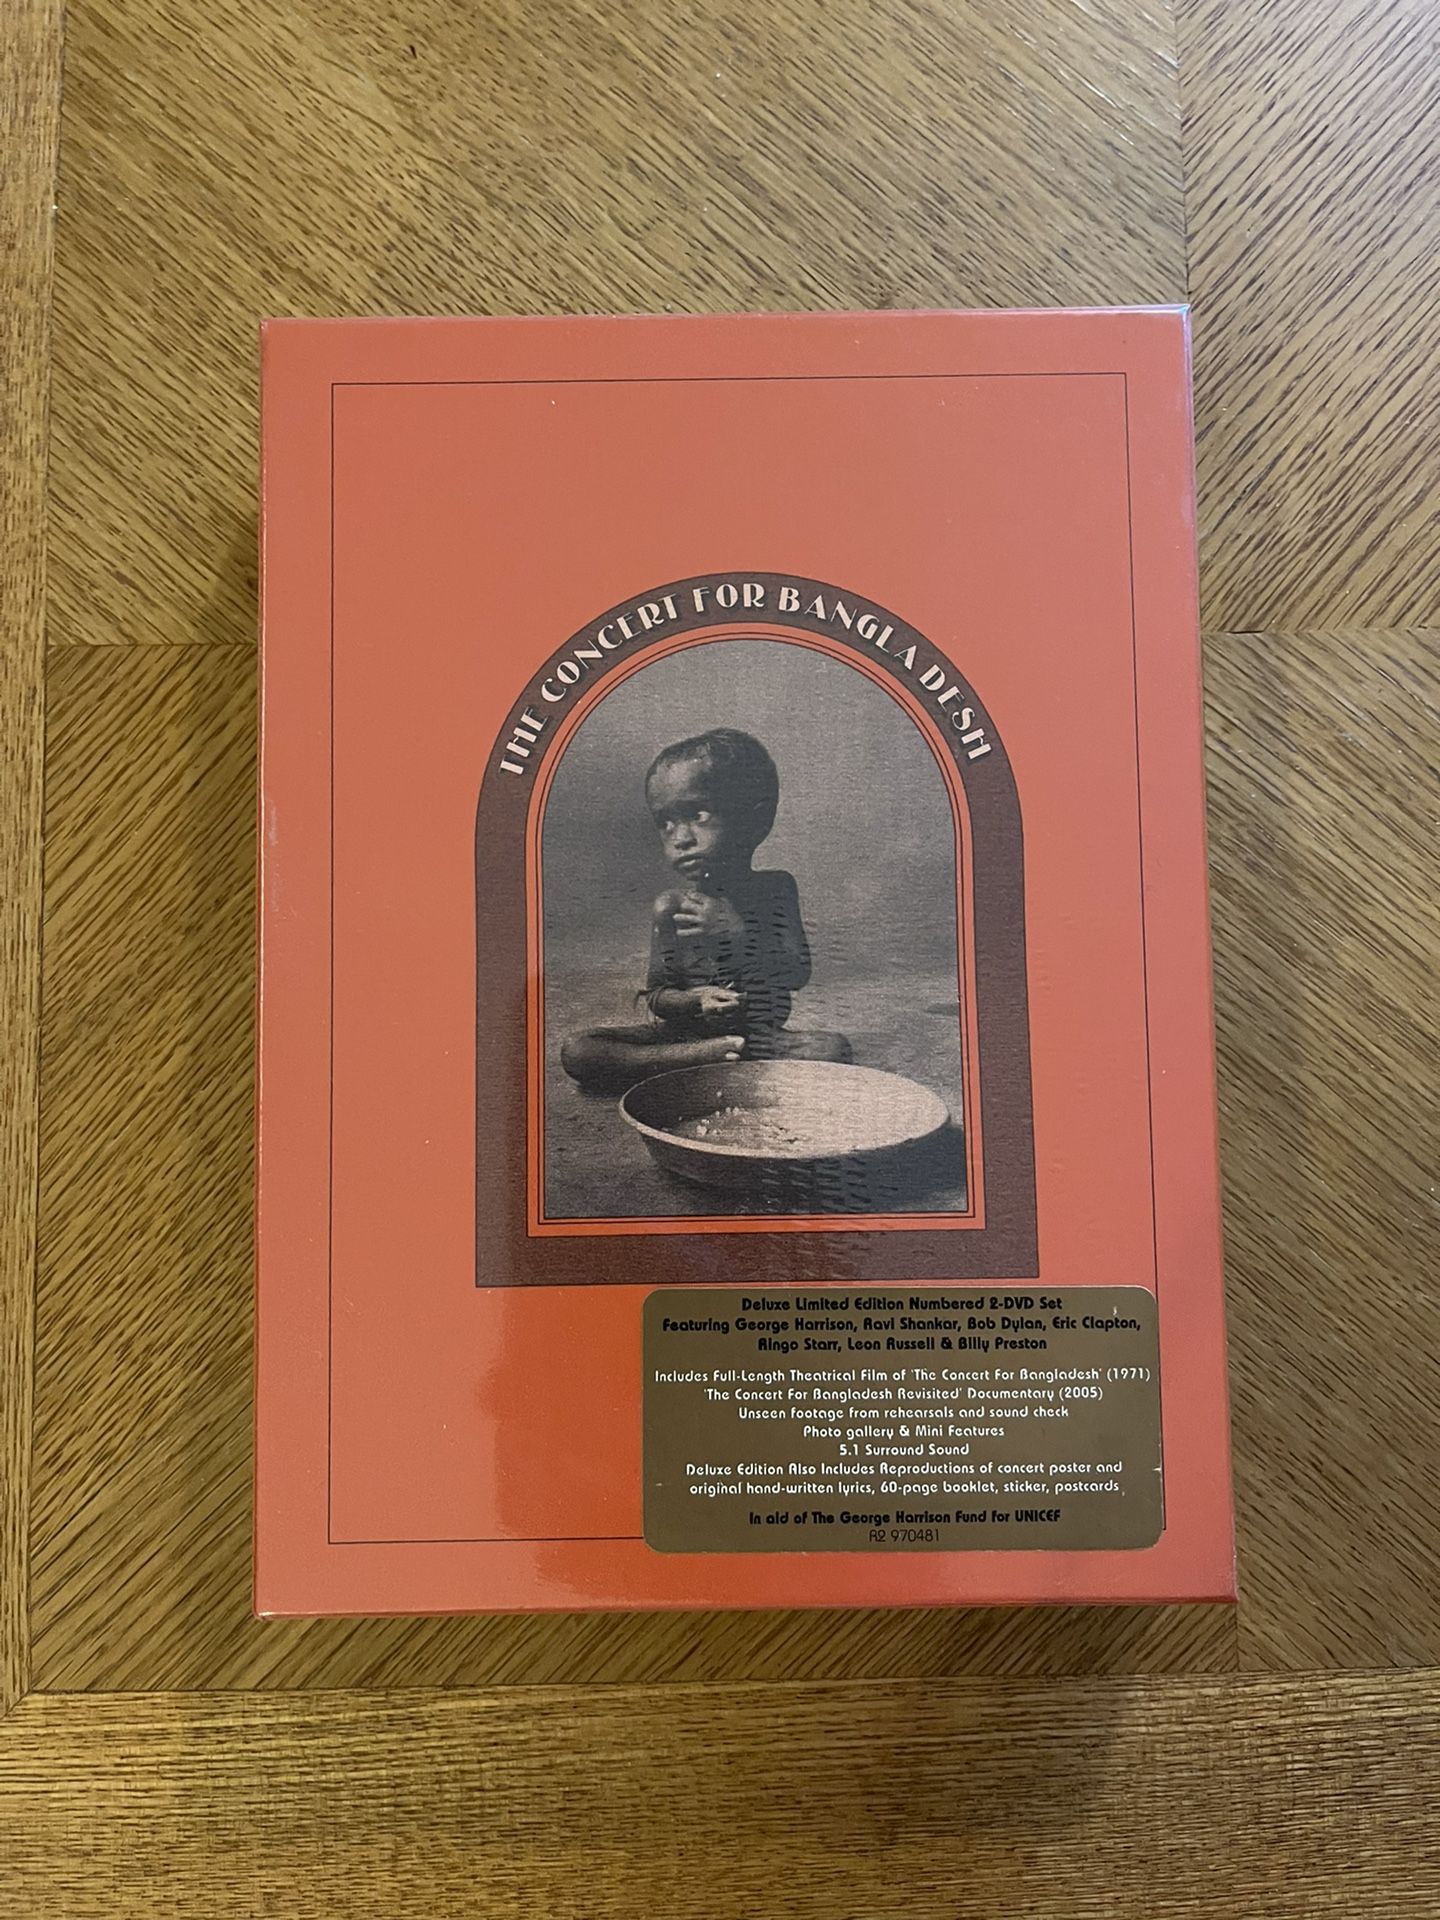 THE CONCERT FOR BANGLA DESH
Deluxe Limited Edition Numbered 2-DVD Set
Featuring George Harrison, Ravi Shankar, Bob Dylan, Eric Clapton,
Ringo Starr, Leon Russell & Billy Preston
Includes Full-Length Theatrical Film of 'The Concert For Bangladesh' (1971)
'The Concert For Bangladesh Revisited' Documentary (2005)
Unseen footage from rehearsals and sound check
Photo gallery & Mini Features
5.1 Surround Sound
Deluxe Edition Also Includes Reproductions of concert poster and
original hand-written lyrics, 60-page booklet, sticker, postcards
In aid of The George Harrison Fund for UNICEF
R2 970481